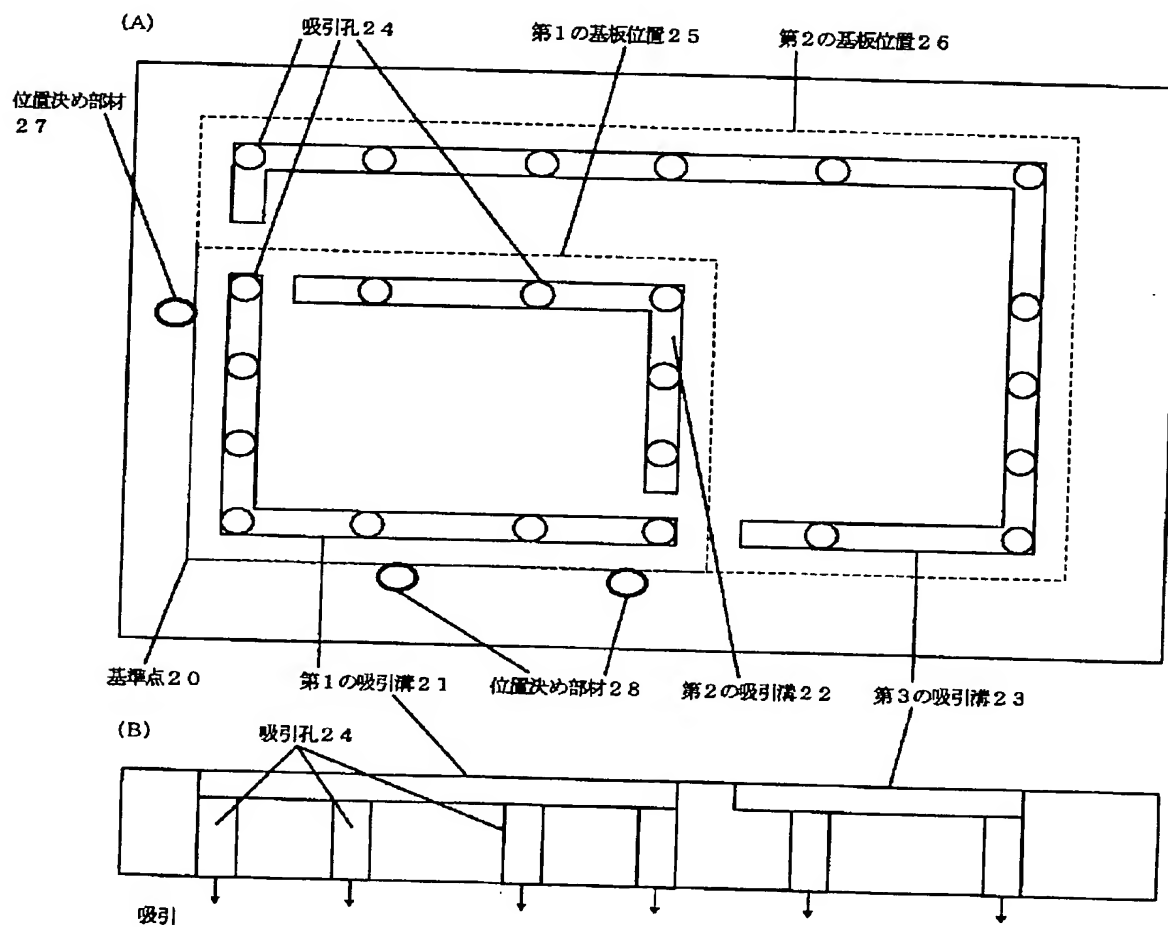 (A)
吸引孔24
第1の基板位置25
第2の基板位置26
位置決め部材
27
基準点20
第1の吸引溝21
位置決め部材28
第2の吸引溝22
第3の吸引溝23
(B)
吸引孔24
吸引